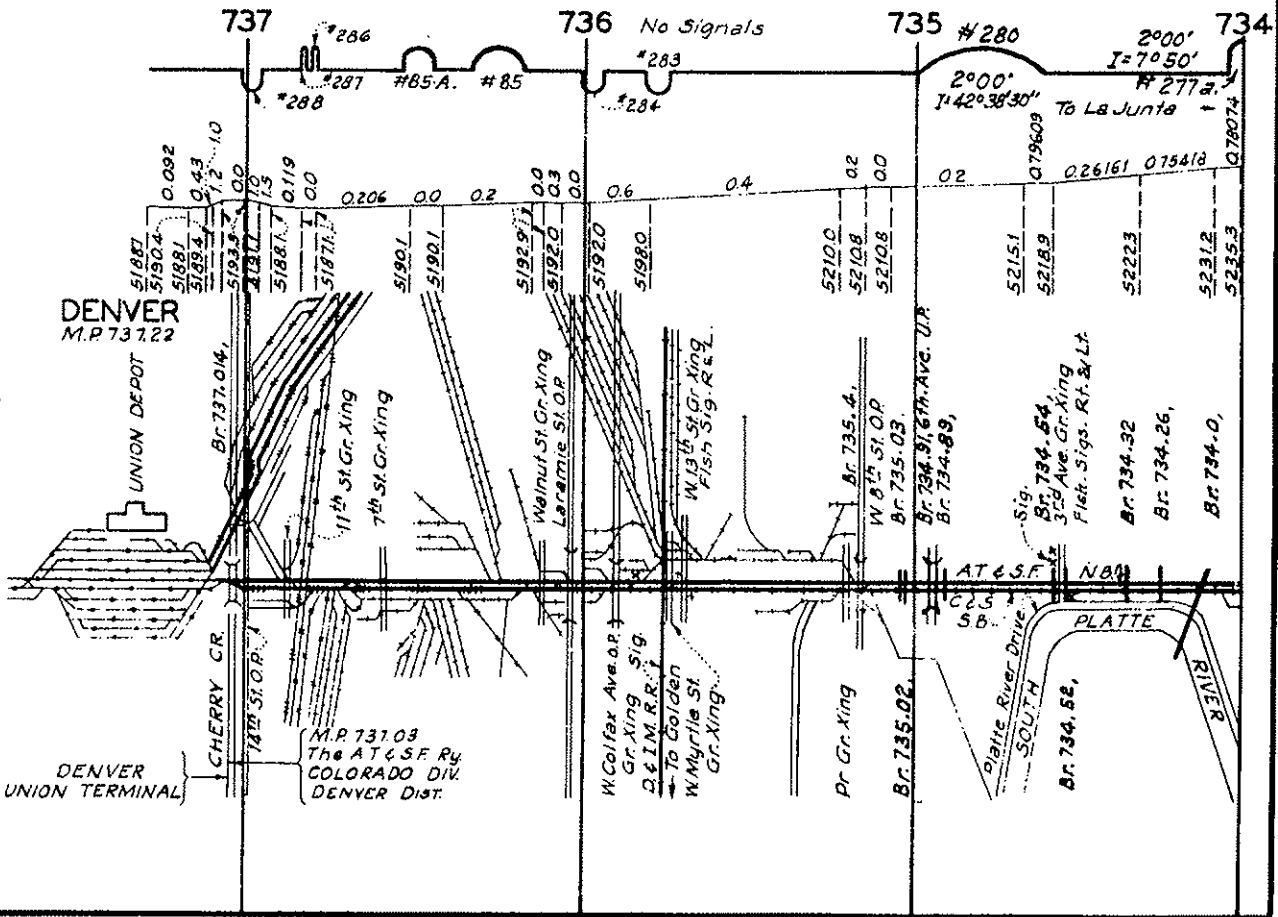 737
736
735
734
No Signals
#286
#287
#288
#85-A.
#85
#283
#284
#280
2°00'
I=42°38'30"
2°00'
I=7°50'
#277a.
To La Junta
0.092
0.43
1.2
1.0
0.0
1.0
1.5
0.119
0.0
0.206
0.0
0.2
0.0
0.3
0.0
0.6
0.4
0.2
0.0
0.2
0.79609
0.26161
0.75418
0.78074
5188.1
5190.4
5188.1
5189.4
5188.1
5187.1
5190.1
5190.1
5192.9
5192.0
5192.0
5198.0
5210.0
5210.8
5210.8
5215.1
5218.9
5222.3
5231.2
5235.3
DENVER
M.P. 737.22
UNION DEPOT
Br. 737.014,
11th St. Gr. Xing
7th St. Gr. Xing
Walnut St. Gr. Xing
Laramie St. O.P.
W. 13th St. Gr. Xing
Flsh Sig. R & L.
Br. 735.4,
W. 8th St. O.P.
Br. 735.03.
Br. 734.91, 6th. Ave. U.P.
Br. 734.89,
Sig.
Br. 734.54,
3rd Ave. Gr. Xing
Flsh. Sigs. Rt. & Lt.
Br. 734.32
Br. 734.26,
Br. 734.0,
AT & S.F.
N.B.
C & S
S.B.
PLATTE
RIVER
SOUTH
Platte River Drive
CHERRY CR.
14th St. O.P.
W. Colfax Ave. O.P.
Gr. Xing Sig.
D. & I.M. R.R.
To Golden
W. Myrtle St.
Gr. Xing
Pr. Gr. Xing
Br. 735.02,
Br. 734.52,
DENVER
UNION TERMINAL
M.P. 737.03
The AT & S.F. Ry.
COLORADO DIV.
DENVER DIST.